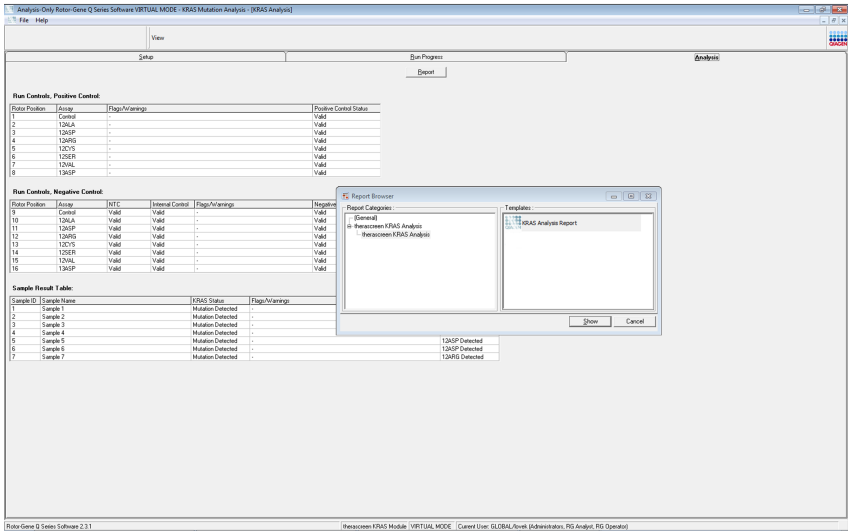 Analysis-Only Rotor-Gene Q Series Software VIRTUAL MODE - KRAS Mutation Analysis - [KRAS Analysis]
File Help
View
QIAGEN
Setup Run Progress Analysis
Report
Run Controls, Positive Control:
Rotor Position Assay Flags/Warnings Positive Control Status
1 Control - Valid
2 12ALA - Valid
3 12ASP - Valid
4 12ARG - Valid
5 12CYS - Valid
6 12SER - Valid
7 12VAL - Valid
8 13ASP - Valid
Run Controls, Negative Control:
Rotor Position Assay NTC Internal Control Flags/Warnings Negative
9 Control Valid Valid - Valid
10 12ALA Valid Valid - Valid
11 12ASP Valid Valid - Valid
12 12ARG Valid Valid - Valid
13 12CYS Valid Valid - Valid
14 12SER Valid Valid - Valid
15 12VAL Valid Valid - Valid
16 13ASP Valid Valid - Valid
Report Browser
Report Categories :
(General)
therascreen KRAS Analysis
therascreen KRAS Analysis
Templates :
KRAS Analysis Report
Show Cancel
Sample Result Table:
Sample ID Sample Name KRAS Status Flags/Warnings
1 Sample 1 Mutation Detected -
2 Sample 2 Mutation Detected -
3 Sample 3 Mutation Detected -
4 Sample 4 Mutation Detected -
5 Sample 5 Mutation Detected - 12ASP Detected
6 Sample 6 Mutation Detected - 12ASP Detected
7 Sample 7 Mutation Detected - 12ARG Detected
Rotor-Gene Q Series Software 2.3.1 therascreen KRAS Module VIRTUAL MODE Current User: GLOBAL/lovek (Administrators, RG Analyst, RG Operator)